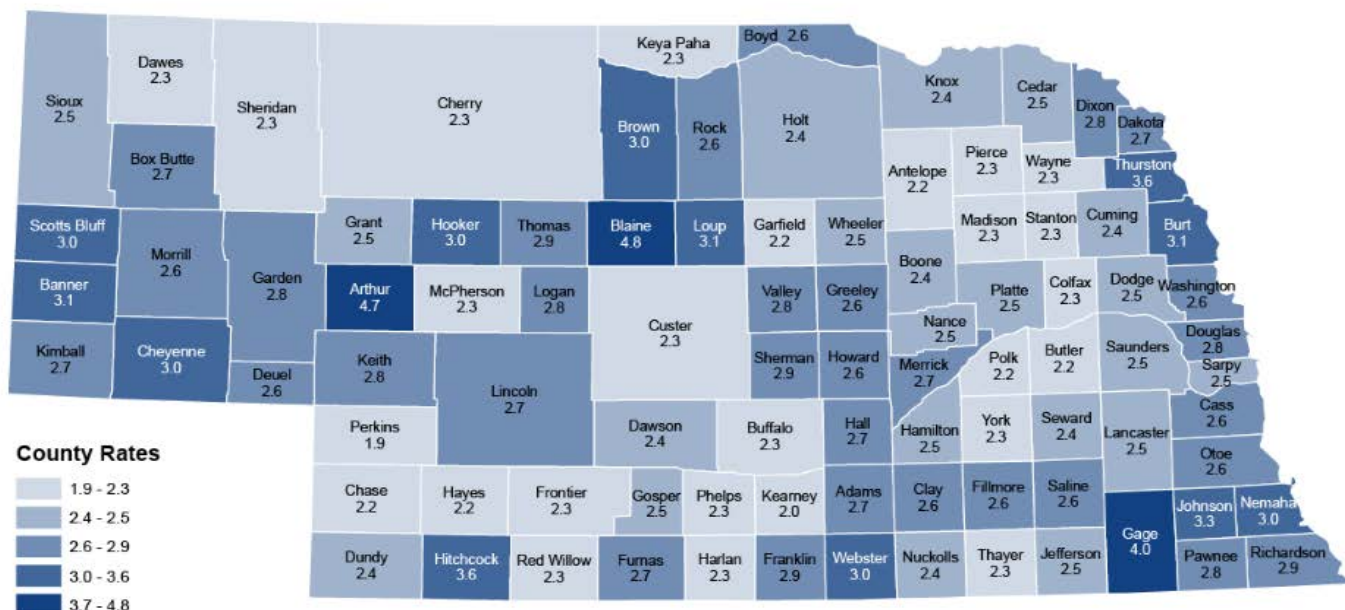 Keya Paha
2.3
Boyd 2.6
Dawes
2.3
Sioux
2.5
Sheridan
2.3
Cherry
2.3
Brown
3.0
Rock
2.6
Holt
2.4
Knox
2.4
Cedar
2.5
Dixon
2.8
Dakota
2.7
Box Butte
2.7
Antelope
2.2
Pierce
2.3
Wayne
2.3
Thurston
3.6
Scotts Bluff
3.0
Morrill
2.6
Garden
2.8
Grant
2.5
Hooker
3.0
Thomas
2.9
Blaine
4.8
Loup
3.1
Garfield
2.2
Wheeler
2.5
Boone
2.4
Madison
2.3
Stanton
2.3
Cuming
2.4
Burt
3.1
Banner
3.1
Arthur
4.7
McPherson
2.3
Logan
2.8
Custer
2.3
Valley
2.8
Greeley
2.6
Nance
2.5
Platte
2.5
Colfax
2.3
Dodge
2.5
Washington
2.6
Kimball
2.7
Cheyenne
3.0
Deuel
2.6
Keith
2.8
Lincoln
2.7
Sherman
2.9
Howard
2.6
Merrick
2.7
Polk
2.2
Butler
2.2
Saunders
2.5
Douglas
2.8
Sarpy
2.5
Perkins
1.9
Dawson
2.4
Buffalo
2.3
Hall
2.7
Hamilton
2.5
York
2.3
Seward
2.4
Lancaster
2.5
Cass
2.6
Otoe
2.6
Chase
2.2
Hayes
2.2
Frontier
2.3
Gosper
2.5
Phelps
2.3
Kearney
2.0
Adams
2.7
Clay
2.6
Fillmore
2.6
Saline
2.6
Gage
4.0
Johnson
3.3
Nemaha
3.0
Dundy
2.4
Hitchcock
3.6
Red Willow
2.3
Furnas
2.7
Harlan
2.3
Franklin
2.9
Webster
3.0
Nuckolls
2.4
Thayer
2.3
Jefferson
2.5
Pawnee
2.8
Richardson
2.9
County Rates
1.9 - 2.3
2.4 - 2.5
2.6 - 2.9
3.0 - 3.6
3.7 - 4.8